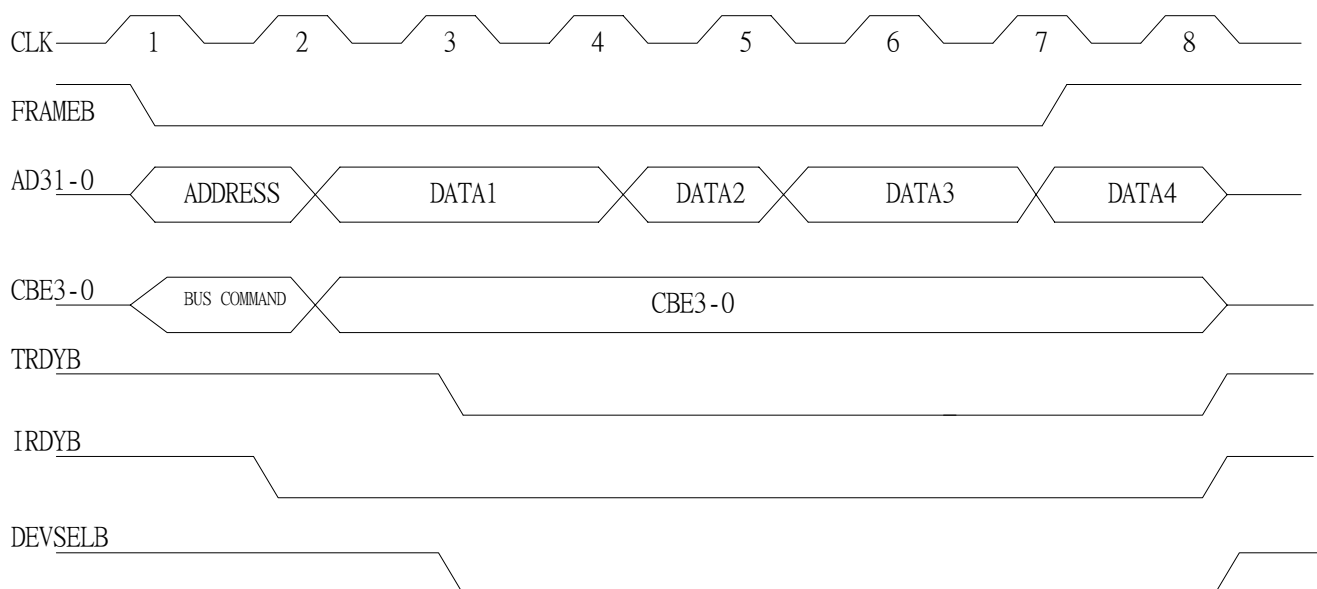 CLK 1 2 3 4 5 6 7 8
FRAMEB
AD31-0 ADDRESS DATA1 DATA2 DATA3 DATA4
CBE3-0 BUS COMMAND CBE3-0
TRDYB
IRDYB
DEVSELB